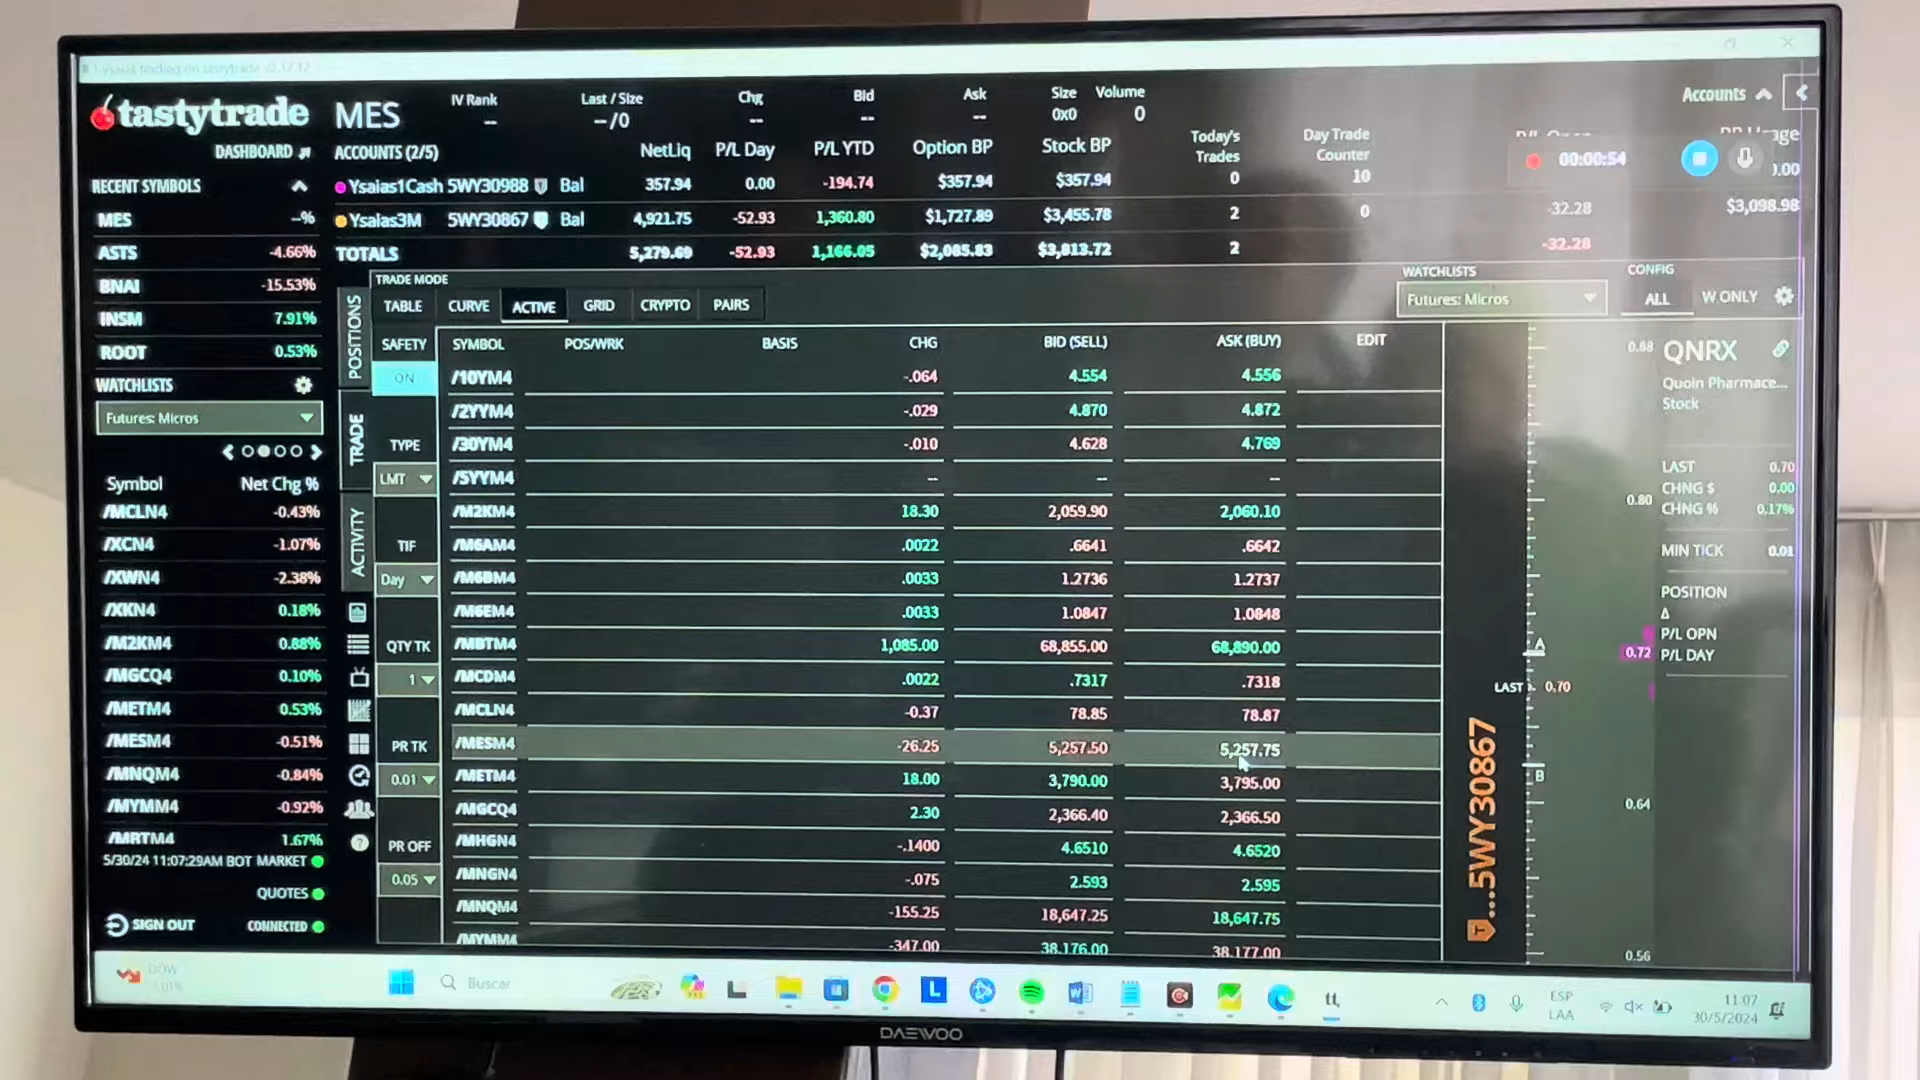 tastytrade
DASHBOARD
MES
IV Rank
--
Last / Size
-- /0
Chg
--
Bid
--
Ask
--
Size
0x0
Volume
0
Accounts
ACCOUNTS (2/5) NetLiq P/L Day P/L YTD Option BP Stock BP Today's Trades Day Trade Counter
Ysaias1Cash 5WY30988 Bal 357.94 0.00 -194.74 $357.94 $357.94 0 10
Ysaias3M 5WY30867 Bal 4,921.75 -52.93 1,360.80 $1,727.89 $3,455.78 2 0 -32.28 $3,098.98
TOTALS 5,279.69 -52.93 1,166.05 $2,085.83 $3,813.72 2 -32.28
00:00:54
RECENT SYMBOLS
MES --%
ASTS -4.66%
BNAI -15.53%
INSM 7.91%
ROOT 0.53%
WATCHLISTS
Futures: Micros
Symbol Net Chg %
/MCLN4 -0.43%
/XCN4 -1.07%
/XWN4 -2.38%
/XKN4 0.18%
/M2KM4 0.88%
/MGCQ4 0.10%
/METM4 0.53%
/MESM4 -0.51%
/MNQM4 -0.84%
/MYMM4 -0.92%
1.67%
5/30/24 11:07:29AM BOT MARKET
QUOTES
SIGN OUT CONNECTED
POSITIONS
TRADE
ACTIVITY
TRADE MODE
TABLE CURVE ACTIVE GRID CRYPTO PAIRS
WATCHLISTS
Futures: Micros
CONFIG
ALL W ONLY
SAFETY
ON
TYPE
LMT
TIF
Day
QTY TK
1
PR TK
0.01
PR OFF
0.05
SYMBOL POS/WRK BASIS CHG BID (SELL) ASK (BUY) EDIT
/10YM4 -.064 4.554 4.556
/2YYM4 -.029 4.870 4.872
/30YM4 -.010 4.628 4.769
/5YYM4 -- -- --
/M2KM4 18.30 2,059.90 2,060.10
/M6AM4 .0022 .6641 .6642
/M6BM4 .0033 1.2736 1.2737
/M6EM4 .0033 1.0847 1.0848
/MBTM4 1,085.00 68,855.00 68,890.00
/MCDM4 .0022 .7317 .7318
/MCLN4 -0.37 78.85 78.87
/MESM4 -26.25 5,257.50 5,257.75
/METM4 18.00 3,790.00 3,795.00
/MGCQ4 2.30 2,366.40 2,366.50
/MHGN4 -.1400 4.6510 4.6520
/MNGN4 -.075 2.593 2.595
/MNQM4 -155.25 18,647.25 18,647.75
/MYMM4 -347.00 38,176.00 38,177.00
...5WY30867
0.88
0.80
A
0.72
LAST 0.70
B
0.64
0.56
QNRX
Quoin Pharmace...
Stock
LAST 0.70
CHNG $ 0.00
CHNG % 0.17%
MIN TICK 0.01
POSITION
Δ
P/L OPN
P/L DAY
DOW
Buscar
L
tt,
ESP
LAA
11:07
30/5/2024
DAEWOO